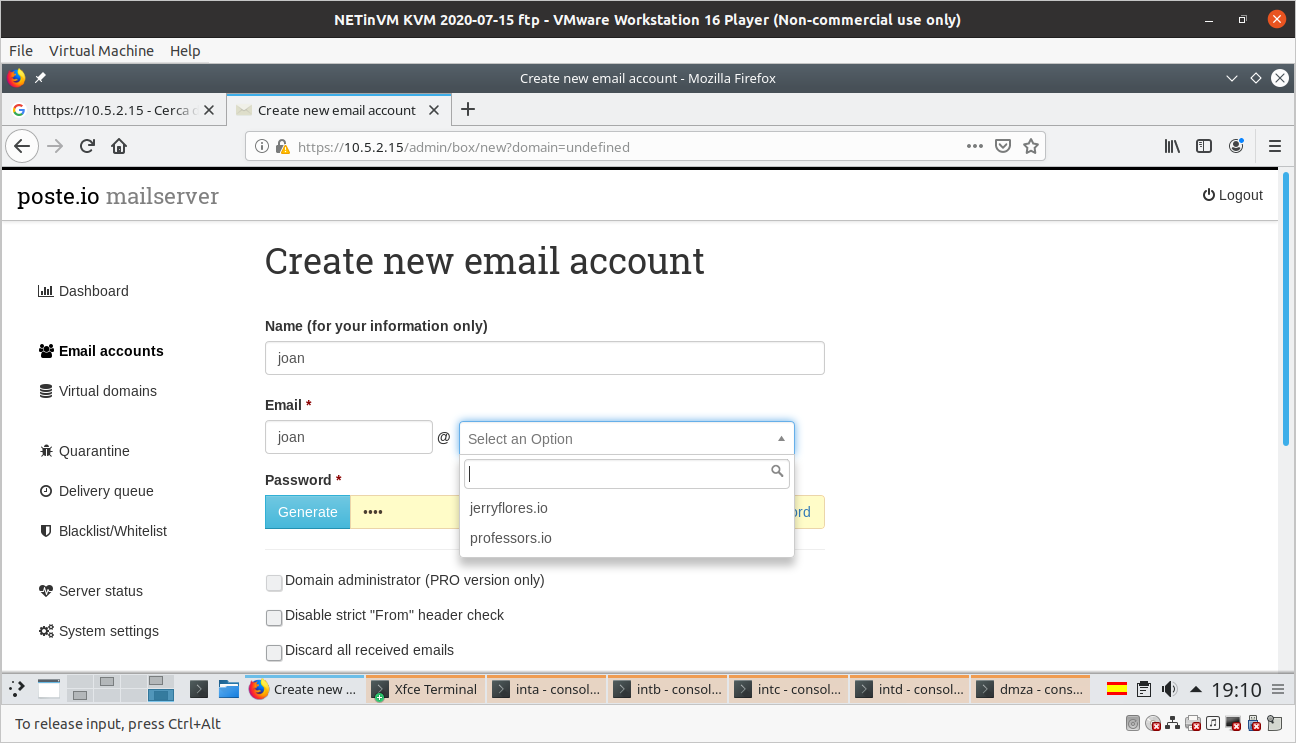 NETinVM KVM 2020-07-15 ftp - VMware Workstation 16 Player (Non-commercial use only)
File Virtual Machine Help
Create new email account - Mozilla Firefox
htttps://10.5.2.15 - Cerca
Create new email account
https://10.5.2.15/admin/box/new?domain=undefined
poste.io mailserver
Logout
Create new email account
Dashboard
Name (for your information only)
Email accounts
joan
Virtual domains
Email *
joan @ Select an Option
Quarantine
Password *
Delivery queue
Generate ••••
jerryflores.io
Blacklist/Whitelist
professors.io
Domain administrator (PRO version only)
Server status
Disable strict "From" header check
System settings
Discard all received emails
Create new ... Xfce Terminal inta - consol... intb - consol... intc - consol... intd - consol... dmza - cons... 19:10
To release input, press Ctrl+Alt